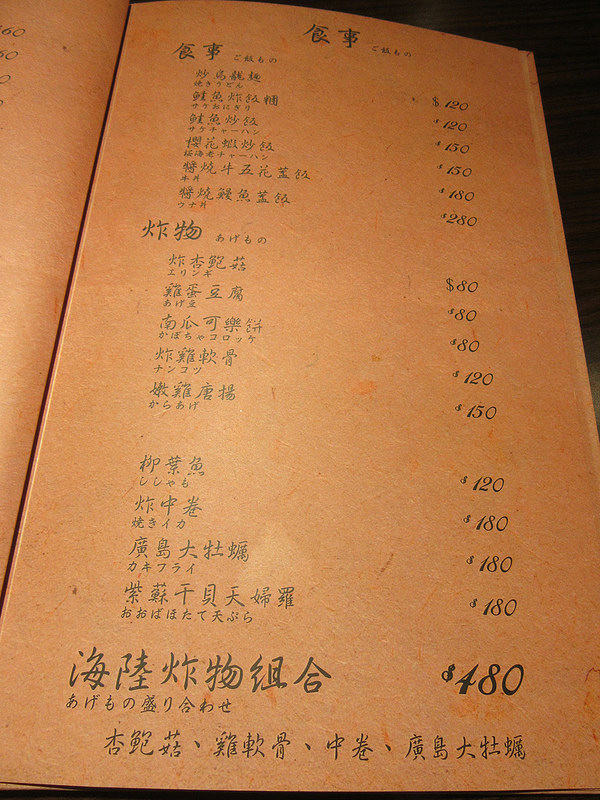 食事 ご飯もの
食事 ご飯もの
炒烏龍麵 $120
焼きうどん
鮭魚炸飯糰 $120
サケおにぎり
鮭魚炒飯 $150
サケチャーハン
櫻花蝦炒飯 $150
桜海老チャーハン
醬燒牛五花蓋飯 $180
牛丼
醬燒鰻魚蓋飯 $280
ウナ丼
炸物 あげもの
炸杏鮑菇 $80
エリンギ
雞蛋豆腐 $80
あげ豆
南瓜可樂餅 $80
かぼちゃコロッケ
炸雞軟骨 $120
ナンコツ
嫩雞唐揚 $150
からあげ
柳葉魚 $120
ししゃも
炸中卷 $180
焼きイカ
廣島大牡蠣 $180
カキフライ
紫蘇干貝天婦羅 $180
おおばほたて天ぷら
海陸炸物組合 $480
あげもの盛り合わせ
杏鮑菇、雞軟骨、中卷、廣島大牡蠣